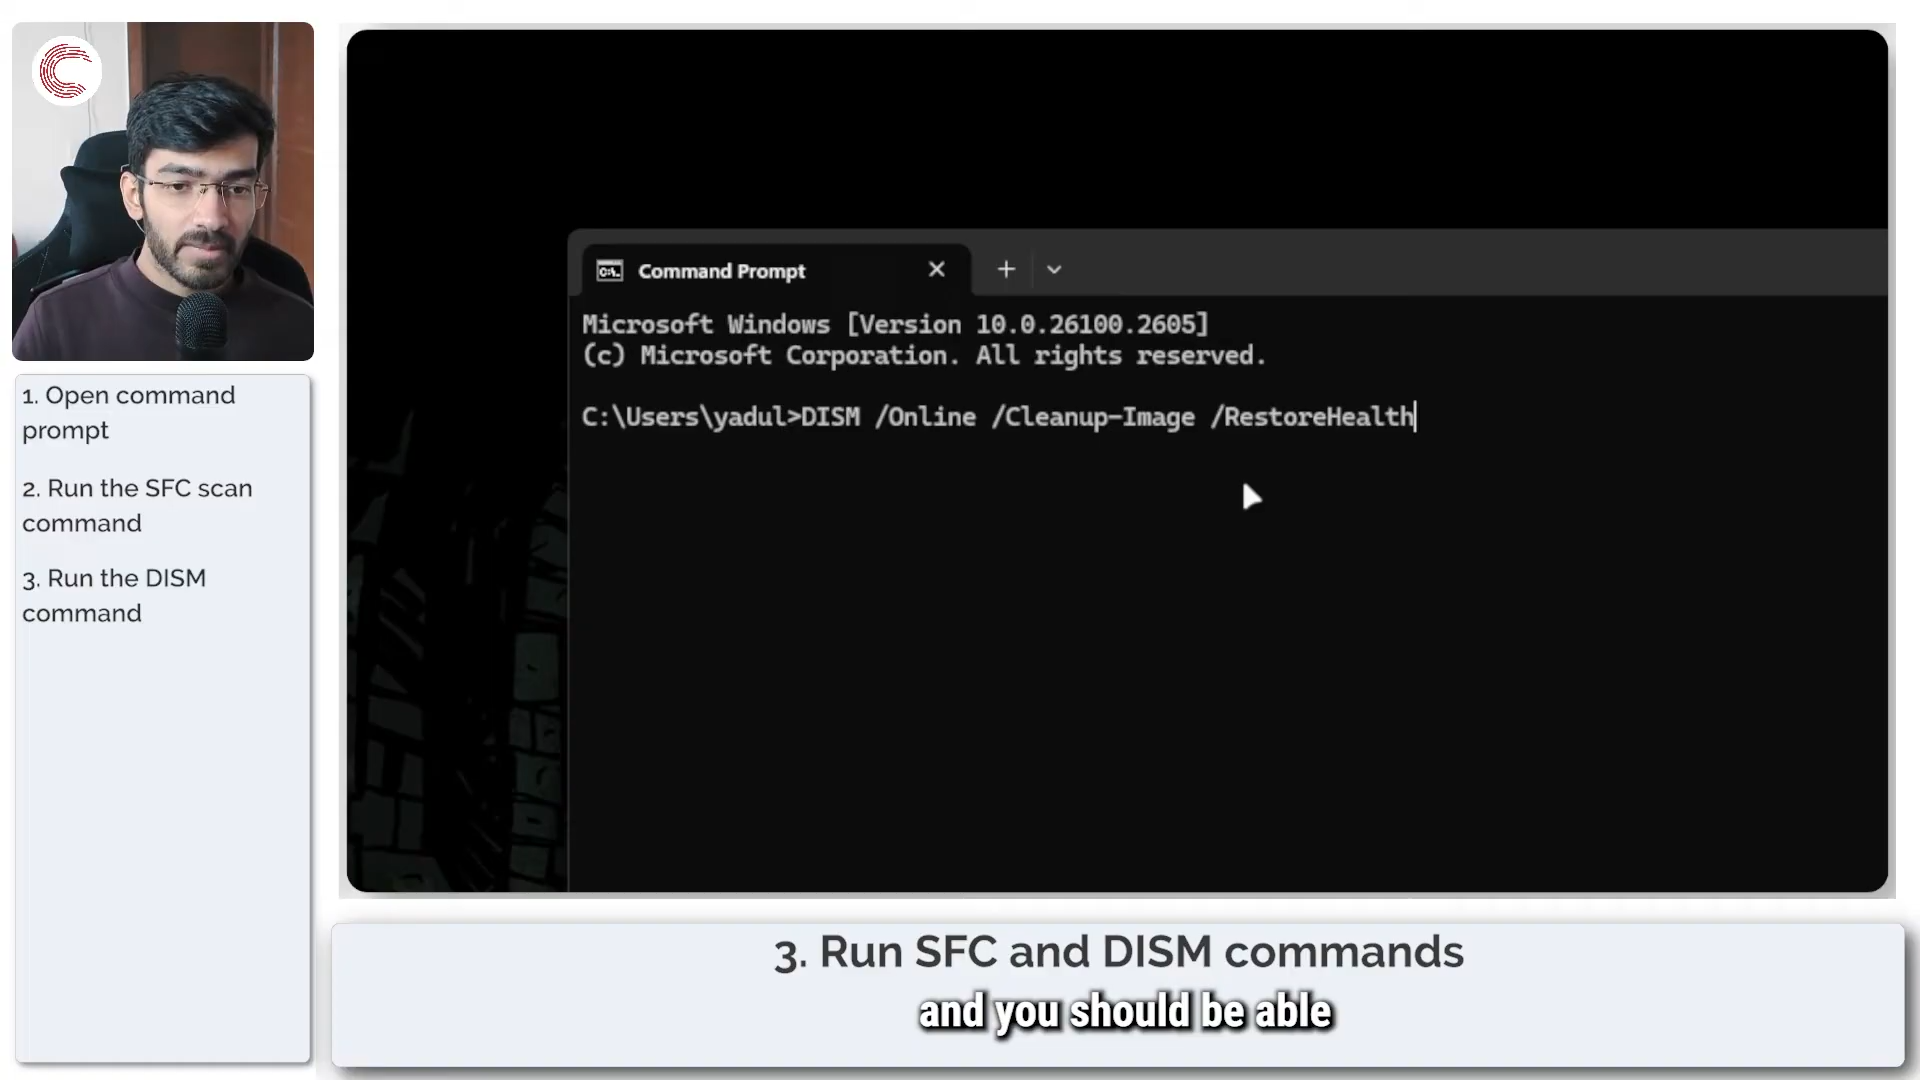 1. Open command
prompt
2. Run the SFC scan
command
3. Run the DISM
command
Command Prompt
Microsoft Windows [Version 10.0.26100.2605]
(c) Microsoft Corporation. All rights reserved.
C:\Users\yadul>DISM /Online /Cleanup-Image /RestoreHealth
3. Run SFC and DISM commands
and you should be able